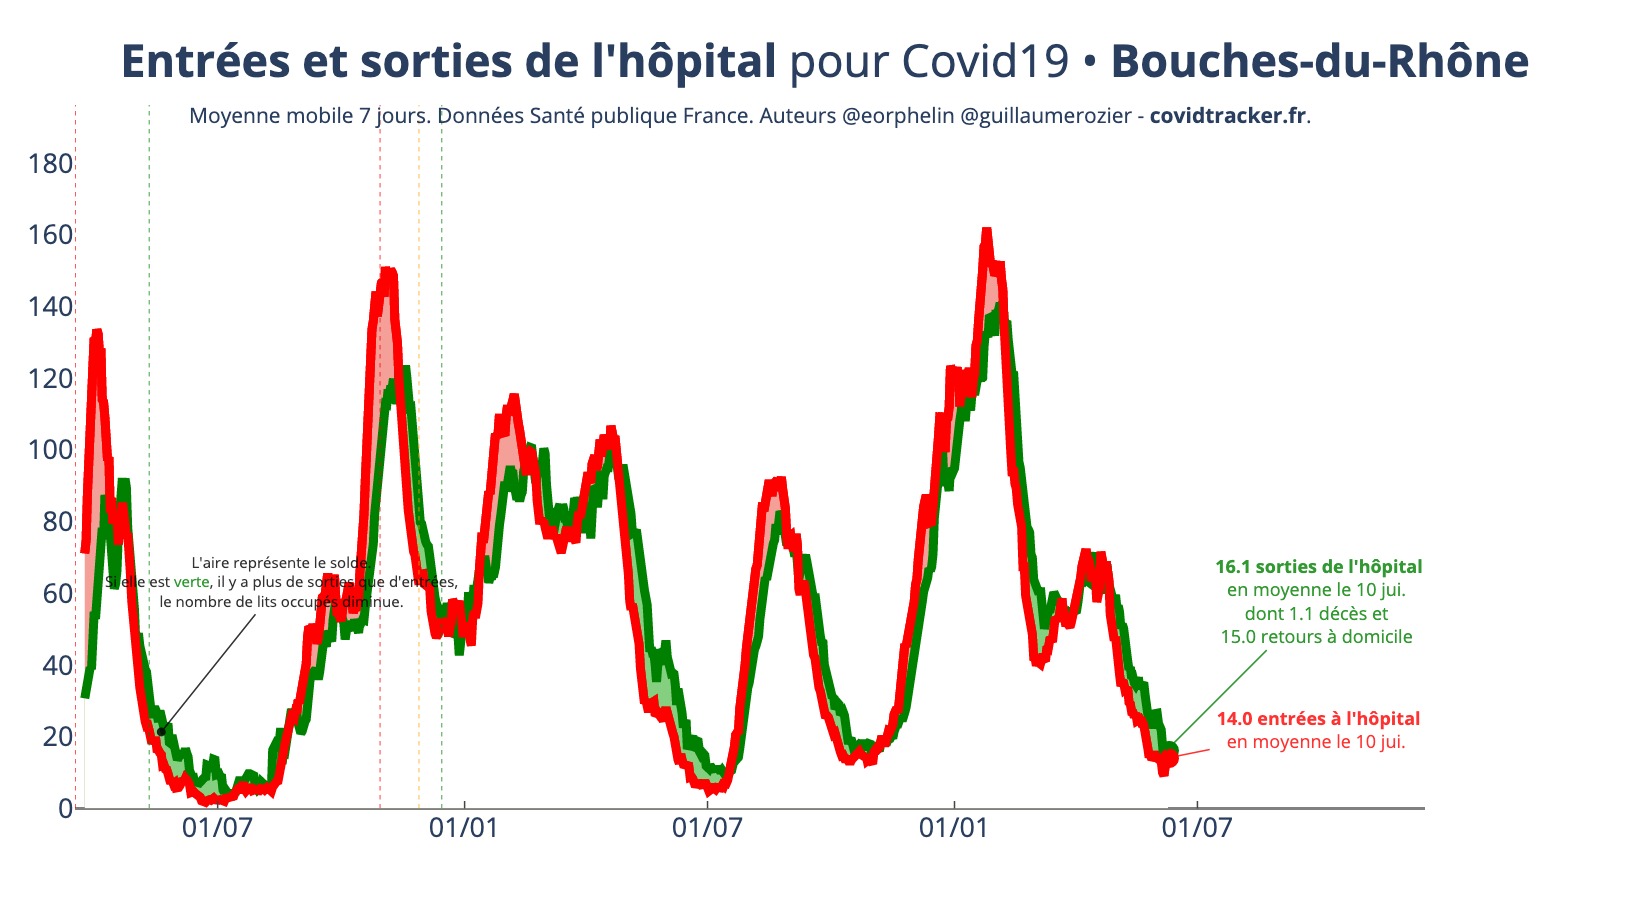 Entrées et sorties de l'hôpital pour Covid19 • Bouches-du-Rhône
Moyenne mobile 7 jours. Données Santé publique France. Auteurs @eorphelin @guillaumerozier - covidtracker.fr.
180
160
140
120
100
80
60
40
20
0
L'aire représente le solde.
Si elle est verte, il y a plus de sorties que d'entrées,
le nombre de lits occupés diminue.
16.1 sorties de l'hôpital
en moyenne le 10 jui.
dont 1.1 décès et
15.0 retours à domicile
14.0 entrées à l'hôpital
en moyenne le 10 jui.
01/07
01/01
01/07
01/01
01/07